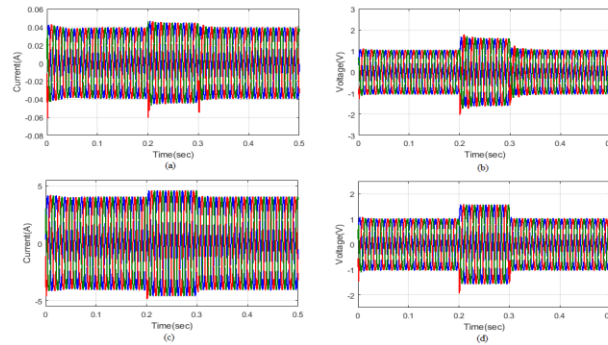 0.06
0.04
0.02
0
-0.02
-0.04
-0.06
-0.08
Current(A)
0 0.1 0.2 0.3 0.4 0.5
Time(sec)
(a)
3
2
1
0
-1
-2
-3
Voltage(V)
0 0.1 0.2 0.3 0.4 0.5
Time(sec)
(b)
5
0
-5
Current(A)
0 0.1 0.2 0.3 0.4 0.5
Time(sec)
(c)
2
1
0
-1
-2
Voltage(V)
0 0.1 0.2 0.3 0.4
Time(sec)
(d)